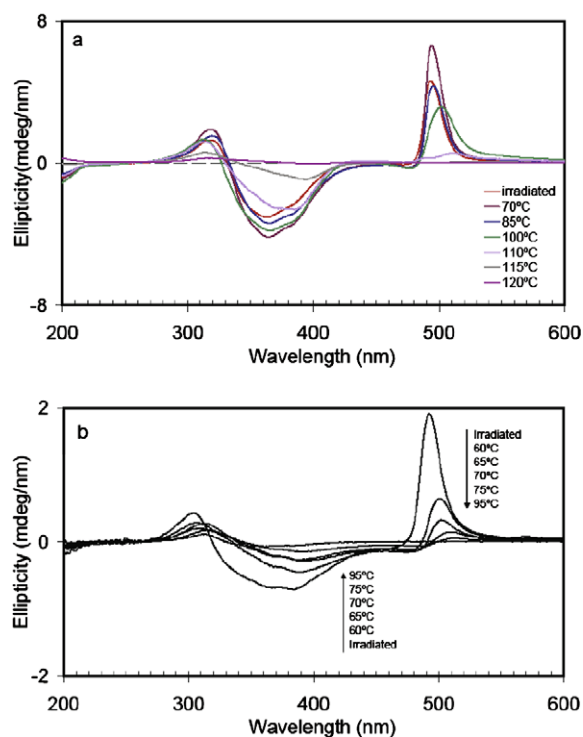 a
Ellipticity(mdeg/nm)
8
0
-8
irradiated
70ºC
85ºC
100ºC
110ºC
115ºC
120ºC
200 300 400 500 600
Wavelength (nm)
b
Ellipticity (mdeg/nm)
2
0
-2
Irradiated
60ºC
65ºC
70ºC
75ºC
95ºC
95ºC
75ºC
70ºC
65ºC
60ºC
Irradiated
200 300 400 500 600
Wavelength (nm)